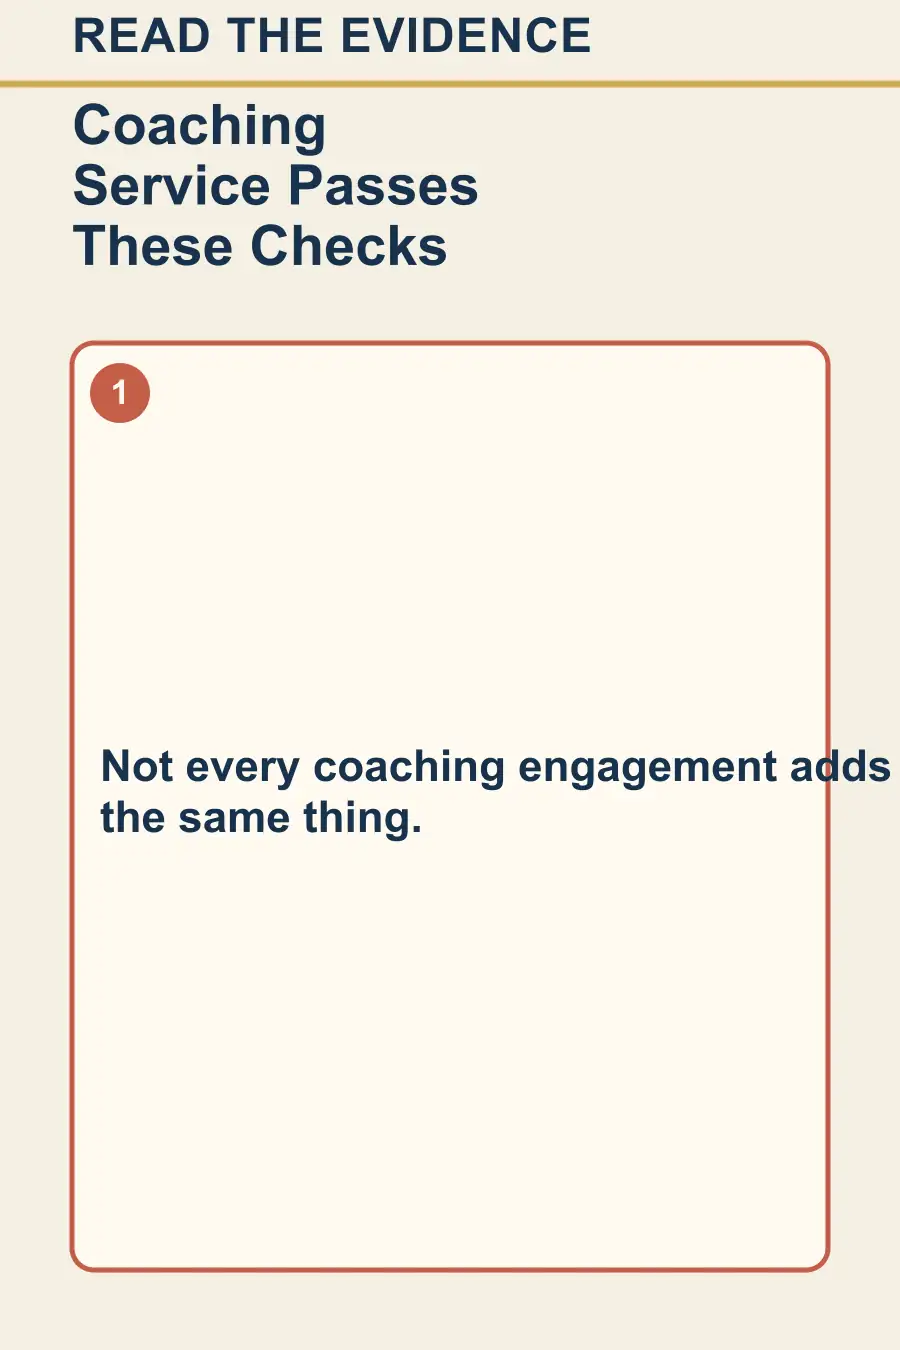 READ THE EVIDENCE
Coaching
Service Passes
These Checks
1
Not every coaching engagement adds
the same thing.